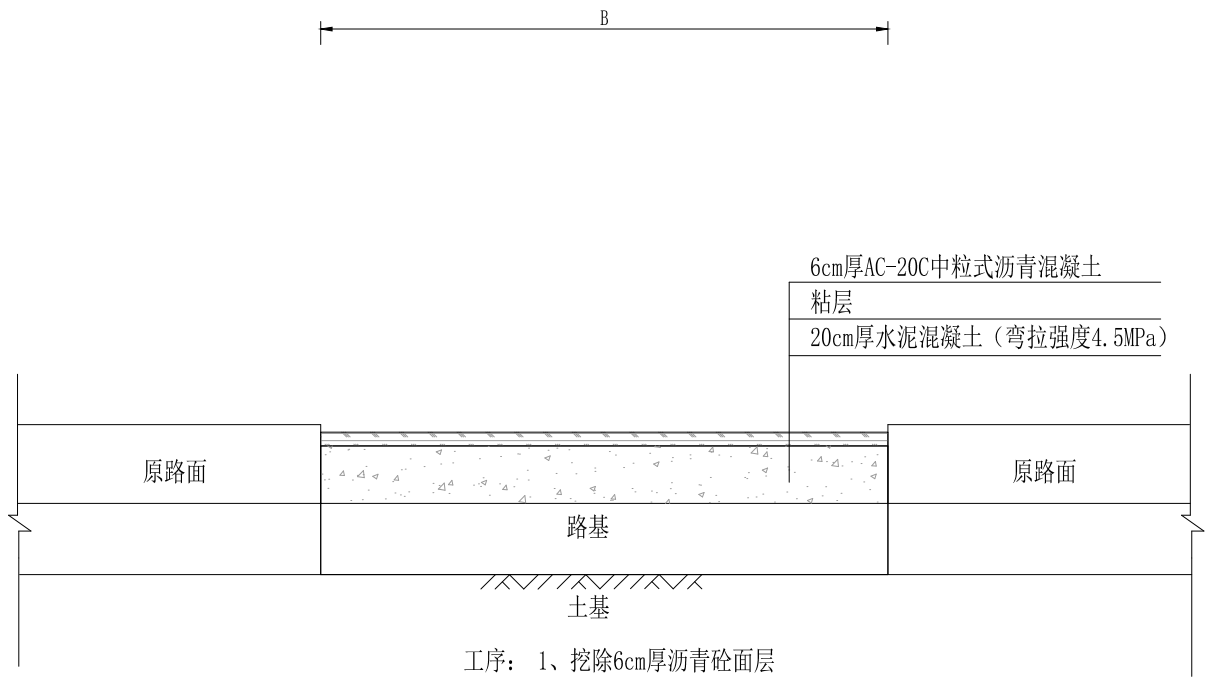 B
6cm厚AC-20C中粒式沥青混凝土
粘层
20cm厚水泥混凝土（弯拉强度4.5MPa）
原路面
原路面
路基
土基
工序： 1、挖除6cm厚沥青砼面层